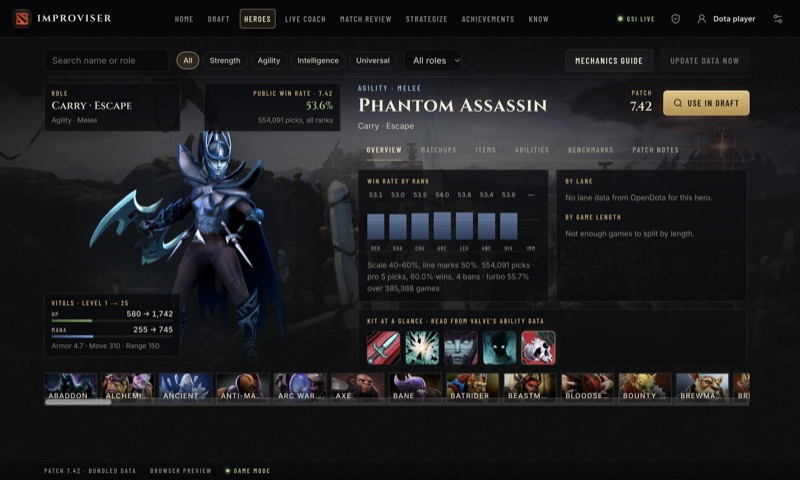 IMPROVISER
HOME DRAFT HEROES LIVE COACH MATCH REVIEW STRATEGIZE ACHIEVEMENTS KNOW
GSI LIVE
Dota player
Search name or role
All Strength Agility Intelligence Universal All roles
MECHANICS GUIDE UPDATE DATA NOW
ROLE
CARRY · ESCAPE
Agility · Melee
PUBLIC WIN RATE · 7.42
53.6%
554,091 picks, all ranks
AGILITY · MELEE
PHANTOM ASSASSIN
Carry · Escape
PATCH
7.42
USE IN DRAFT
OVERVIEW MATCHUPS ITEMS ABILITIES BENCHMARKS PATCH NOTES
WIN RATE BY RANK
53.1 53.0 53.5 54.0 53.8 53.4 53.6 —
HER GUA CRU ARC LEG ANC DIV IMM
Scale 40–60%, line marks 50%. 554,091 picks ·
pro 5 picks, 60.0% wins, 4 bans · turbo 55.7%
over 385,388 games
BY LANE
No lane data from OpenDota for this hero.
BY GAME LENGTH
Not enough games to split by length.
VITALS · LEVEL 1 → 25
HP 580 → 1,742
MANA 255 → 745
Armor 4.7 · Move 310 · Range 150
KIT AT A GLANCE · READ FROM VALVE'S ABILITY DATA
ABADDON ALCHEMI… ANCIENT… ANTI-MA… ARC WAR… AXE BANE BATRIDER BEASTM… BLOODSE… BOUNTY … BREWMA… BRI
PATCH 7.42 · BUNDLED DATA BROWSER PREVIEW GAME MODE